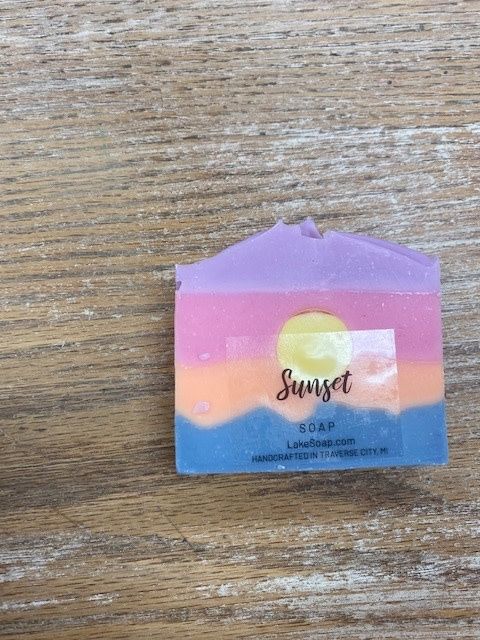 Sunset
SOAP
LakeSoap.com
HANDCRAFTED IN TRAVERSE CITY, MI